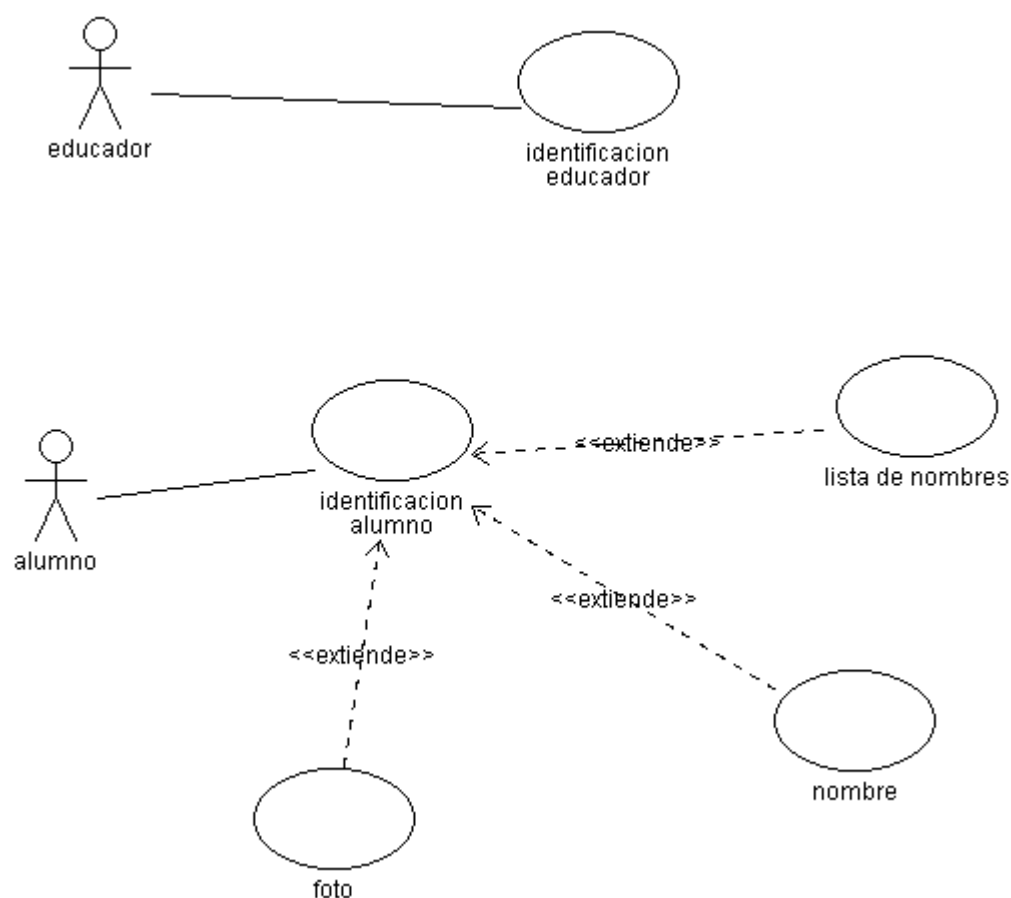 educador
identificacion
educador
lista de nombres
<<extiende>>
identificacion
alumno
alumno
<<extiende>>
<<extiende>>
nombre
foto